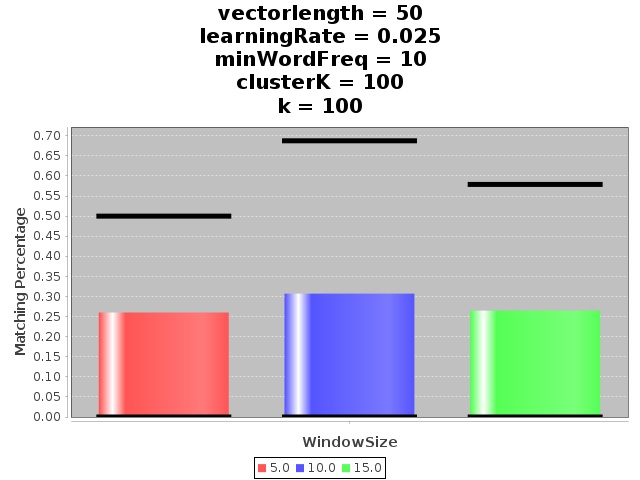 vectorlength = 50
learningRate = 0.025
minWordFreq = 10
clusterK = 100
k = 100
Matching Percentage
0.70
0.65
0.60
0.55
0.50
0.45
0.40
0.35
0.30
0.25
0.20
0.15
0.10
0.05
0.00
WindowSize
5.0 10.0 15.0